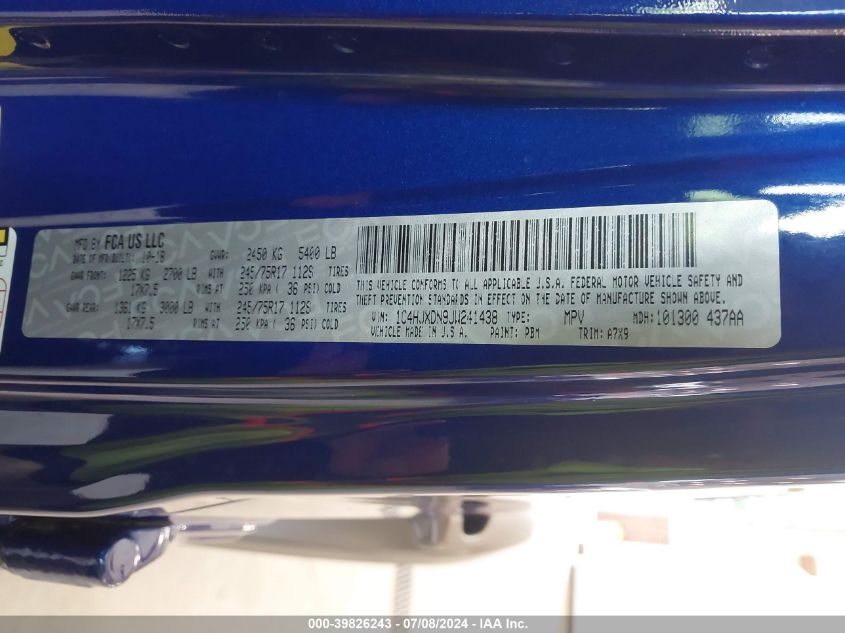 MFD BY FCA US LLC
DATE OF MFR/BUILT: 10-18 GVWR: 2450 KG 5400 LB
GAWR FRONT: 1225 KG 2700 LB WITH 245/75R17 112S TIRES
17X7.5 RIMS AT 250 KPA( 36 PSI) COLD
GAWR REAR: 1361 KG 3000 LB WITH 245/75R17 112S TIRES
17X7.5 RIMS AT 250 KPA( 36 PSI) COLD
THIS VEHICLE CONFORMS TO ALL APPLICABLE U.S.A. FEDERAL MOTOR VEHICLE SAFETY AND
THEFT PREVENTION STANDARDS IN EFFECT ON THE DATE OF MANUFACTURE SHOWN ABOVE.
VIN: 1C4HJXDN9JW241438 TYPE: MPV MDH:101300 437AA
VEHICLE MADE IN U.S.A. PAINT: PBM TRIM: A7X9
000-39826243 - 07/08/2024 - IAA Inc.